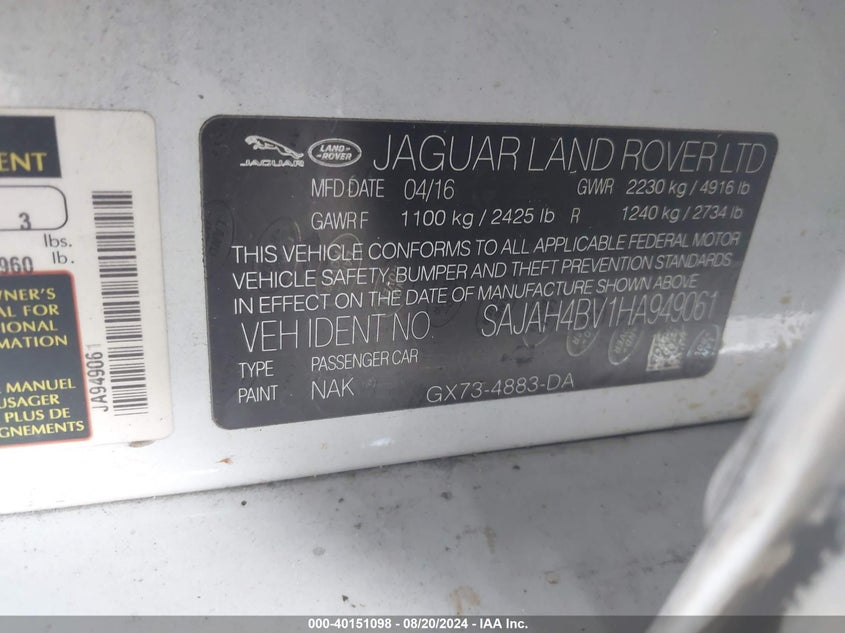 ENT
3
lbs.
960 lb.
WNER'S
AL FOR
TIONAL
RMATION
MANUEL
USAGER
PLUS DE
GNEMENTS
JA949061
JAGUAR
LAND ROVER
JAGUAR LAND ROVER LTD
MFD DATE 04/16 GVWR 2230 kg / 4916 lb
GAWR F 1100 kg / 2425 lb R 1240 kg / 2734 lb
THIS VEHICLE CONFORMS TO ALL APPLICABLE FEDERAL MOTOR
VEHICLE SAFETY, BUMPER AND THEFT PREVENTION STANDARDS
IN EFFECT ON THE DATE OF MANUFACTURE SHOWN ABOVE
VEH IDENT NO. SAJAH4BV1HA949061
TYPE PASSENGER CAR
PAINT NAK GX73-4883-DA
000-40151098 - 08/20/2024 - IAA Inc.